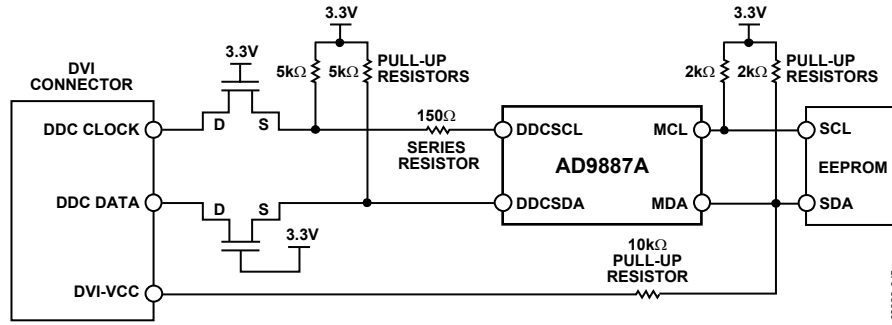 3.3V
3.3V
3.3V
5kΩ
5kΩ
PULL-UP
RESISTORS
2kΩ
2kΩ
PULL-UP
RESISTORS
DVI
CONNECTOR
DDC CLOCK
D
S
150Ω
SERIES
RESISTOR
DDCSCL
MCL
SCL
AD9887A
EEPROM
DDC DATA
D
S
DDCSDA
MDA
SDA
3.3V
10kΩ
PULL-UP
RESISTOR
DVI-VCC